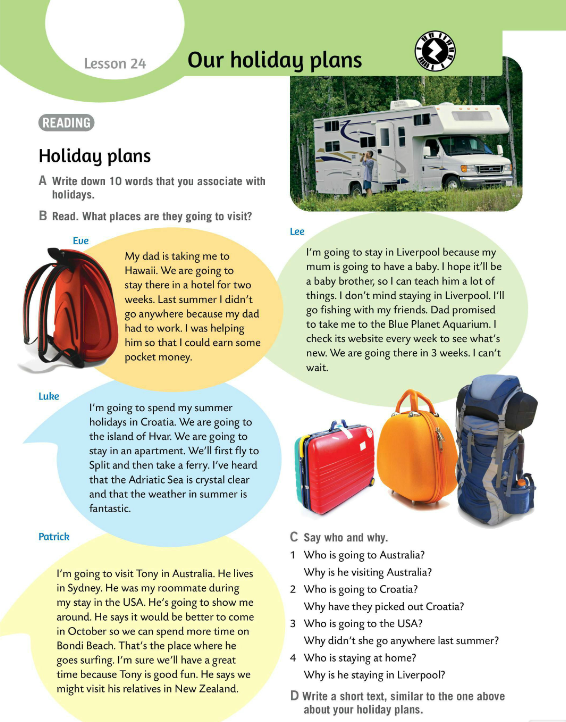 Lesson 24
Our holiday plans
READING
Holiday plans
A Write down 10 words that you associate with
holidays.
B Read. What places are they going to visit?
Eve
My dad is taking me to
Hawaii. We are going to
stay there in a hotel for two
weeks. Last summer I didn't
go anywhere because my dad
had to work. I was helping
him so that I could earn some
pocket money.
Lee
I'm going to stay in Liverpool because my
mum is going to have a baby. I hope it'll be
a baby brother, so I can teach him a lot of
things. I don't mind staying in Liverpool. I'll
go fishing with my friends. Dad promised
to take me to the Blue Planet Aquarium. I
check its website every week to see what's
new. We are going there in 3 weeks. I can't
wait.
Luke
I'm going to spend my summer
holidays in Croatia. We are going to
the island of Hvar. We are going to
stay in an apartment. We'll first fly to
Split and then take a ferry. I've heard
that the Adriatic Sea is crystal clear
and that the weather in summer is
fantastic.
Patrick
I'm going to visit Tony in Australia. He lives
in Sydney. He was my roommate during
my stay in the USA. He's going to show me
around. He says it would be better to come
in October so we can spend more time on
Bondi Beach. That's the place where he
goes surfing. I'm sure we'll have a great
time because Tony is good fun. He says we
might visit his relatives in New Zealand.
C Say who and why.
1 Who is going to Australia?
Why is he visiting Australia?
2 Who is going to Croatia?
Why have they picked out Croatia?
3 Who is going to the USA?
Why didn't she go anywhere last summer?
4 Who is staying at home?
Why is he staying in Liverpool?
D Write a short text, similar to the one above
about your holiday plans.